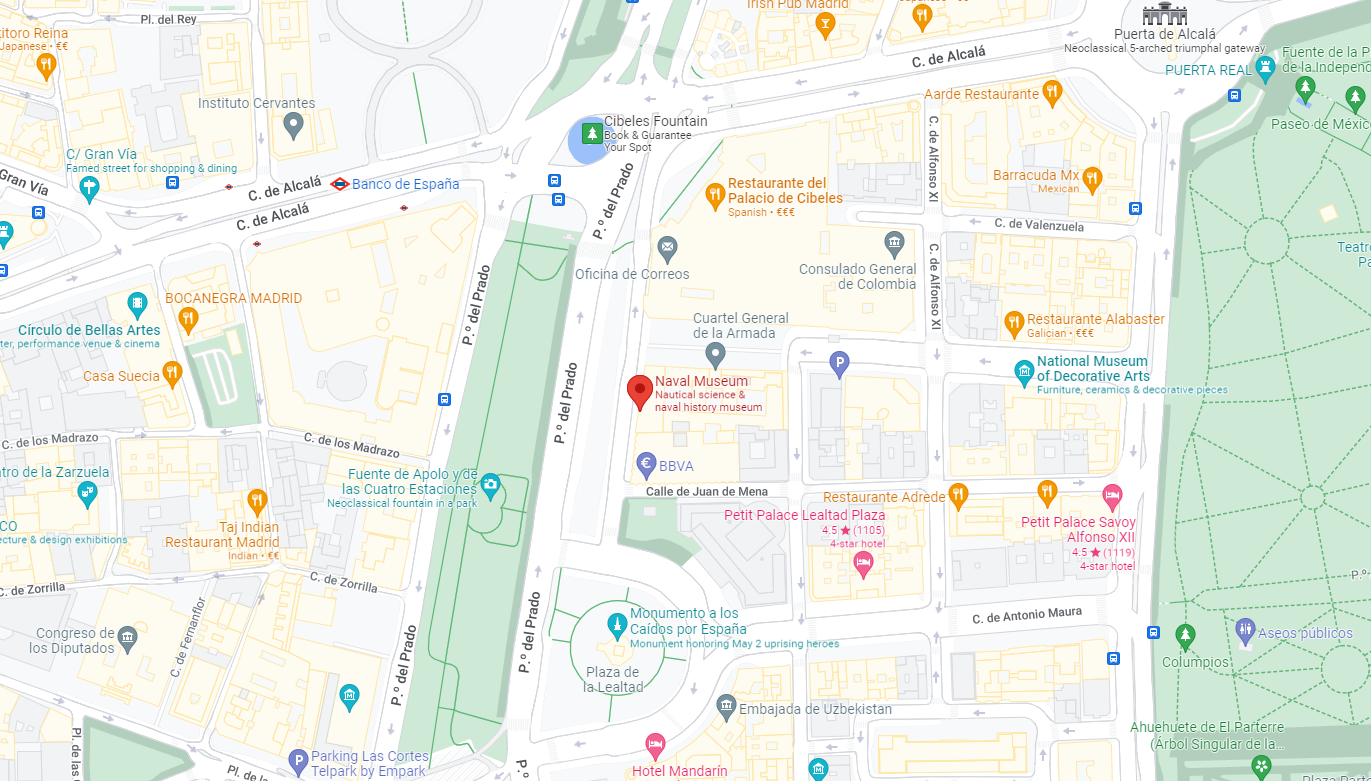 Pl. del Rey
Irish Pub Madrid
Puerta de Alcalá
Neoclassical 5-arched triumphal gateway
titoro Reina
Japanese • €€
C. de Alcalá
Fuente de la P
de la Independ
PUERTA REAL
Aarde Restaurante
Paseo de México
Instituto Cervantes
Cibeles Fountain
Book & Guarantee
Your Spot
C/ Gran Vía
Famed street for shopping & dining
Gran Vía
C. de Alcalá
Banco de España
C. de Alcalá
P.º del Prado
C. de Alfonso XI
Barracuda Mx
Mexican
Restaurante del
Palacio de Cibeles
Spanish • €€€
C. de Valenzuela
Teatro
Pa
Oficina de Correos
Consulado General
de Colombia
C. de Alfonso XI
P.º del Prado
BOCANEGRA MADRID
Círculo de Bellas Artes
ter, performance venue & cinema
Cuartel General
de la Armada
Restaurante Alabaster
Galician • €€€
P
National Museum
of Decorative Arts
Furniture, ceramics & decorative pieces
Casa Suecia
Naval Museum
Nautical science &
naval history museum
P.º del Prado
C. de los Madrazo
C. de los Madrazo
tro de la Zarzuela
Fuente de Apolo y de
las Cuatro Estaciones
Neoclassical fountain in a park
€
BBVA
Calle de Juan de Mena
Restaurante Adrede
Petit Palace Lealtad Plaza
4.5 ★ (1105)
4-star hotel
Petit Palace Savoy
Alfonso XII
4.5 ★ (1119)
4-star hotel
CO
ecture & design exhibitions
Taj Indian
Restaurant Madrid
Indian • €€
C. de Zorrilla
C. de Zorrilla
P.º
C. de Fernanflor
Congreso de
los Diputados
P.º del Prado
P.º del Prado
Monumento a los
Caídos por España
Monument honoring May 2 uprising heroes
C. de Antonio Maura
Aseos públicos
Columpios
Plaza de
la Lealtad
Embajada de Uzbekistan
Ahuehuete de El Parterre
(Árbol Singular de la...
Pl. de las
P
Parking Las Cortes
Telpark by Empark
Pl. de la
P.º
Hotel Mandarín
Plaza Part